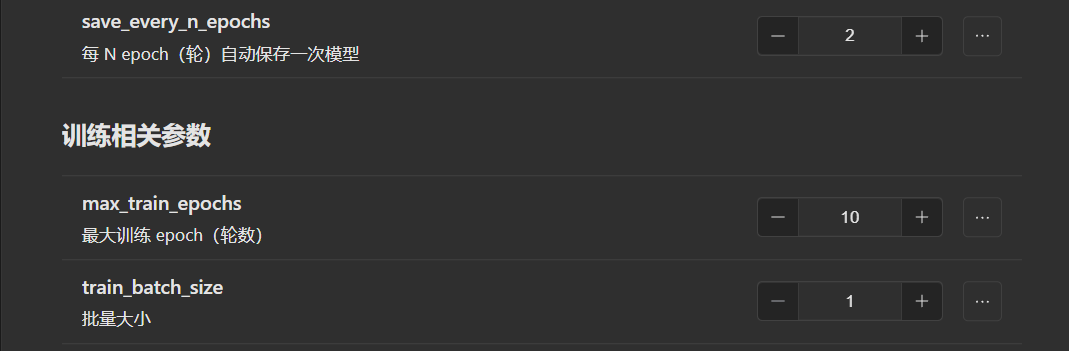 save_every_n_epochs
每 N epoch（轮）自动保存一次模型
2
训练相关参数
max_train_epochs
最大训练 epoch（轮数）
10
train_batch_size
批量大小
1